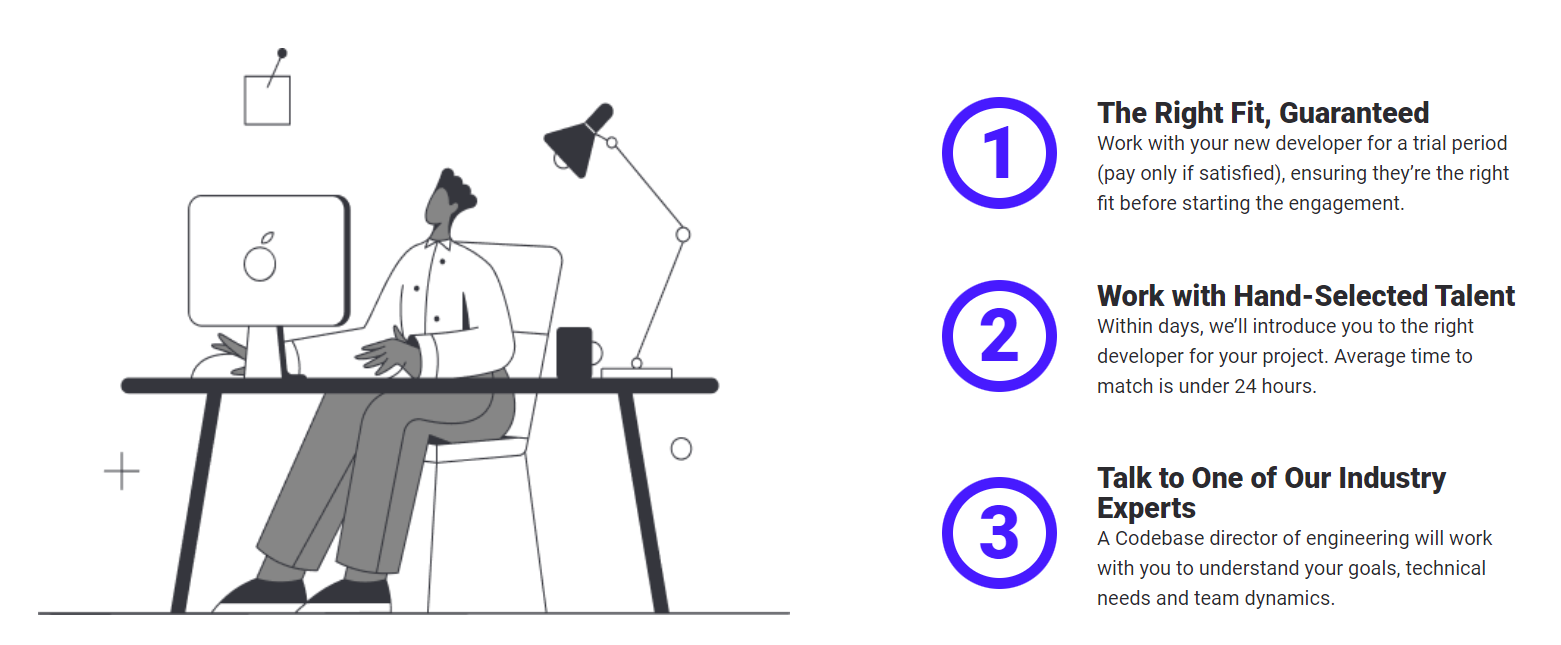 1
The Right Fit, Guaranteed
Work with your new developer for a trial period
(pay only if satisfied), ensuring they’re the right
fit before starting the engagement.
2
Work with Hand-Selected Talent
Within days, we’ll introduce you to the right
developer for your project. Average time to
match is under 24 hours.
3
Talk to One of Our Industry
Experts
A Codebase director of engineering will work
with you to understand your goals, technical
needs and team dynamics.